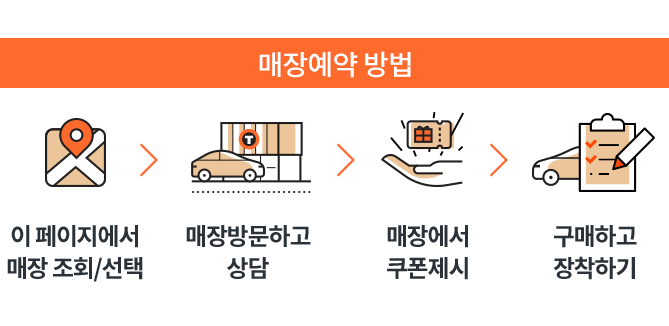 매장예약 방법
이 페이지에서
매장 조회/선택
매장방문하고
상담
매장에서
쿠폰제시
구매하고
장착하기